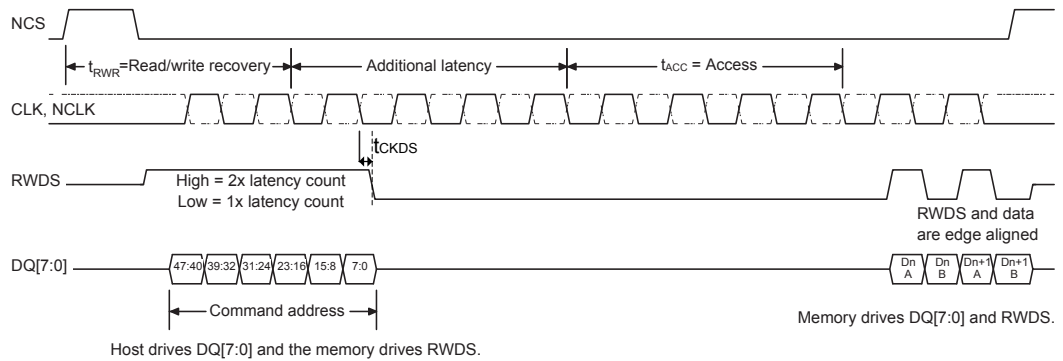 NCS
tRWR=Read/write recovery
Additional latency
tACC = Access
CLK, NCLK
tCKDS
RWDS
High = 2x latency count
Low = 1x latency count
RWDS and data
are edge aligned
DQ[7:0]
47:40 39:32 31:24 23:16 15:8 7:0
Dn A
Dn B
Dn+1 A
Dn+1 B
Command address
Memory drives DQ[7:0] and RWDS.
Host drives DQ[7:0] and the memory drives RWDS.